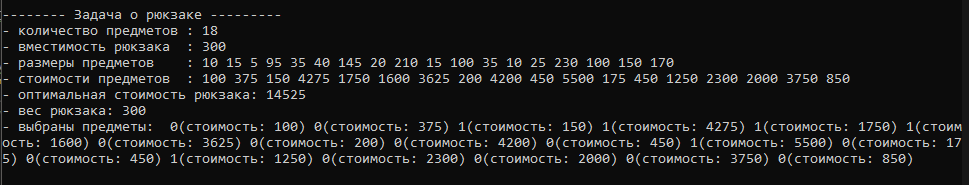 -------- Задача о рюкзаке ---------
- количество предметов : 18
- вместимость рюкзака  : 300
- размеры предметов    : 10 15 5 95 35 40 145 20 210 15 100 35 10 25 230 100 150 170
- стоимости предметов  : 100 375 150 4275 1750 1600 3625 200 4200 450 5500 175 450 1250 2300 2000 3750 850
- оптимальная стоимость рюкзака: 14525
- вес рюкзака: 300
- выбраны предметы:  0(стоимость: 100) 0(стоимость: 375) 1(стоимость: 150) 1(стоимость: 4275) 1(стоимость: 1750) 1(стоим
ость: 1600) 0(стоимость: 3625) 0(стоимость: 200) 0(стоимость: 4200) 0(стоимость: 450) 1(стоимость: 5500) 0(стоимость: 17
5) 0(стоимость: 450) 1(стоимость: 1250) 0(стоимость: 2300) 0(стоимость: 2000) 0(стоимость: 3750) 0(стоимость: 850)